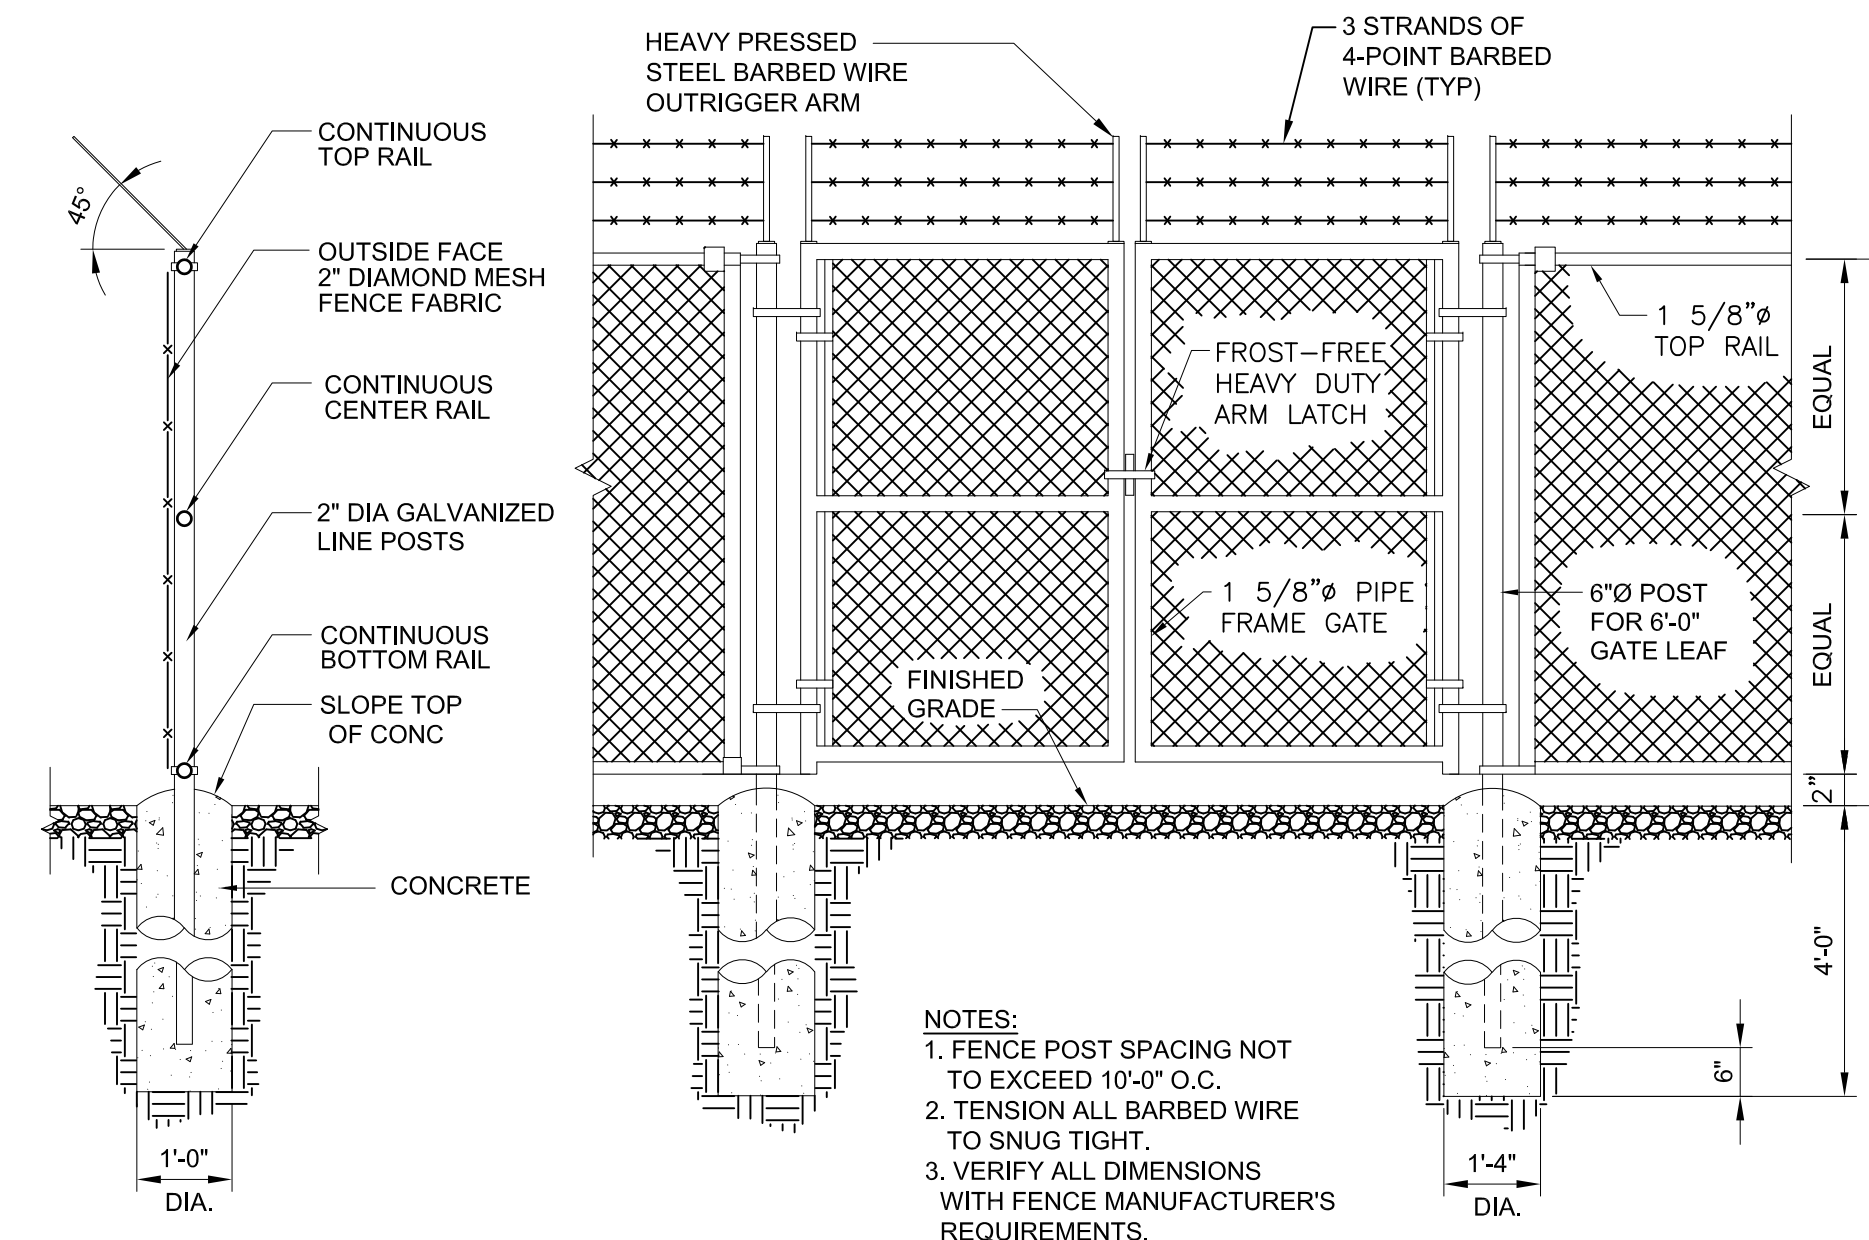 HEAVY PRESSED
STEEL BARBED WIRE
OUTRIGGER ARM
3 STRANDS OF
4-POINT BARBED
WIRE (TYP)
CONTINUOUS
TOP RAIL
45°
OUTSIDE FACE
2" DIAMOND MESH
FENCE FABRIC
CONTINUOUS
CENTER RAIL
2" DIA GALVANIZED
LINE POSTS
CONTINUOUS
BOTTOM RAIL
SLOPE TOP
OF CONC
CONCRETE
1'-0"
DIA.
FROST-FREE
HEAVY DUTY
ARM LATCH
1 5/8"ø
TOP RAIL
1 5/8"ø PIPE
FRAME GATE
6"Ø POST
FOR 6'-0"
GATE LEAF
FINISHED
GRADE
EQUAL
EQUAL
2"
4'-0"
6"
1'-4"
DIA.
NOTES:
1. FENCE POST SPACING NOT
TO EXCEED 10'-0" O.C.
2. TENSION ALL BARBED WIRE
TO SNUG TIGHT.
3. VERIFY ALL DIMENSIONS
WITH FENCE MANUFACTURER'S
REQUIREMENTS.